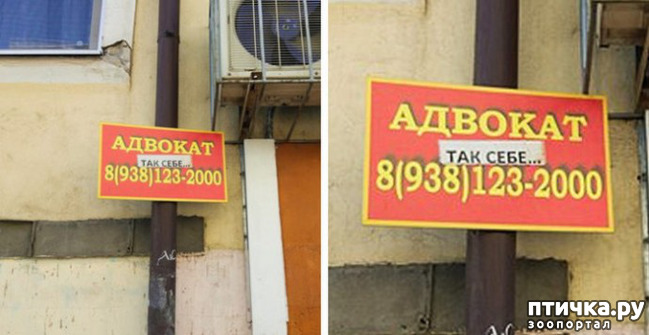 АДВОКАТ
ТАК СЕБЕ...
8(938)123-2000
АДВОКАТ
ТАК СЕБЕ...
8(938)123-2000
птичка.ру
зоопортал